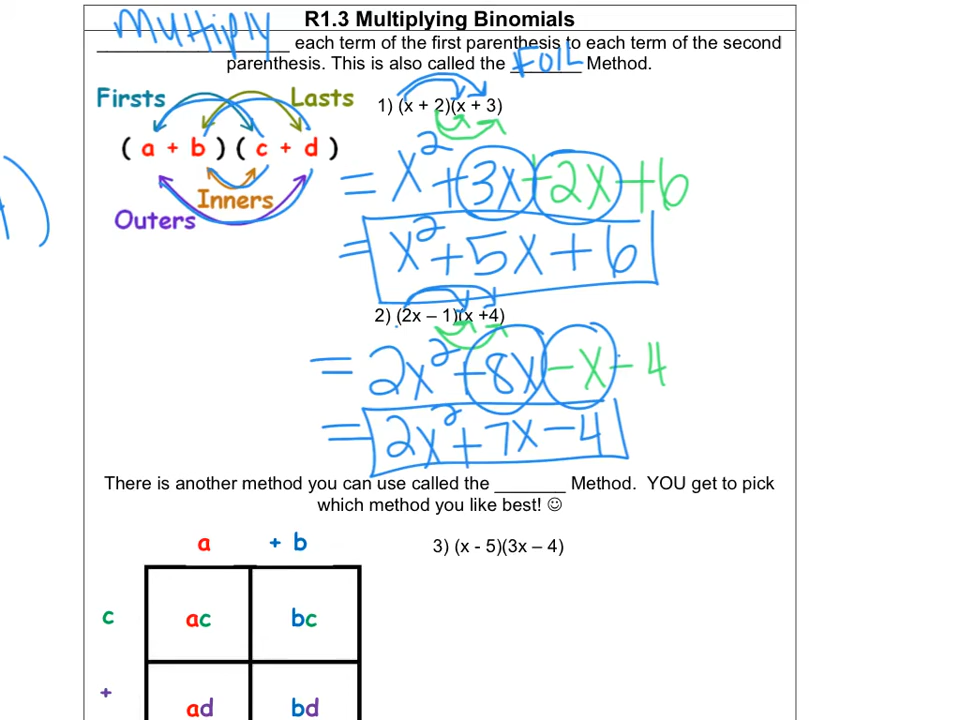 R1.3 Multiplying Binomials
Multiply each term of the first parenthesis to each term of the second
parenthesis. This is also called the FOIL Method.
Firsts Lasts
( a + b ) ( c + d )
Inners
Outers
1) (x + 2)(x + 3)
= x² + 3x + 2x + 6
= x² + 5x + 6
2) (2x – 1)(x +4)
= 2x² + 8x - x - 4
= 2x² + 7x - 4
There is another method you can use called the _______ Method. YOU get to pick
which method you like best! ☺
a + b
c ac bc
+ ad bd
3) (x - 5)(3x – 4)